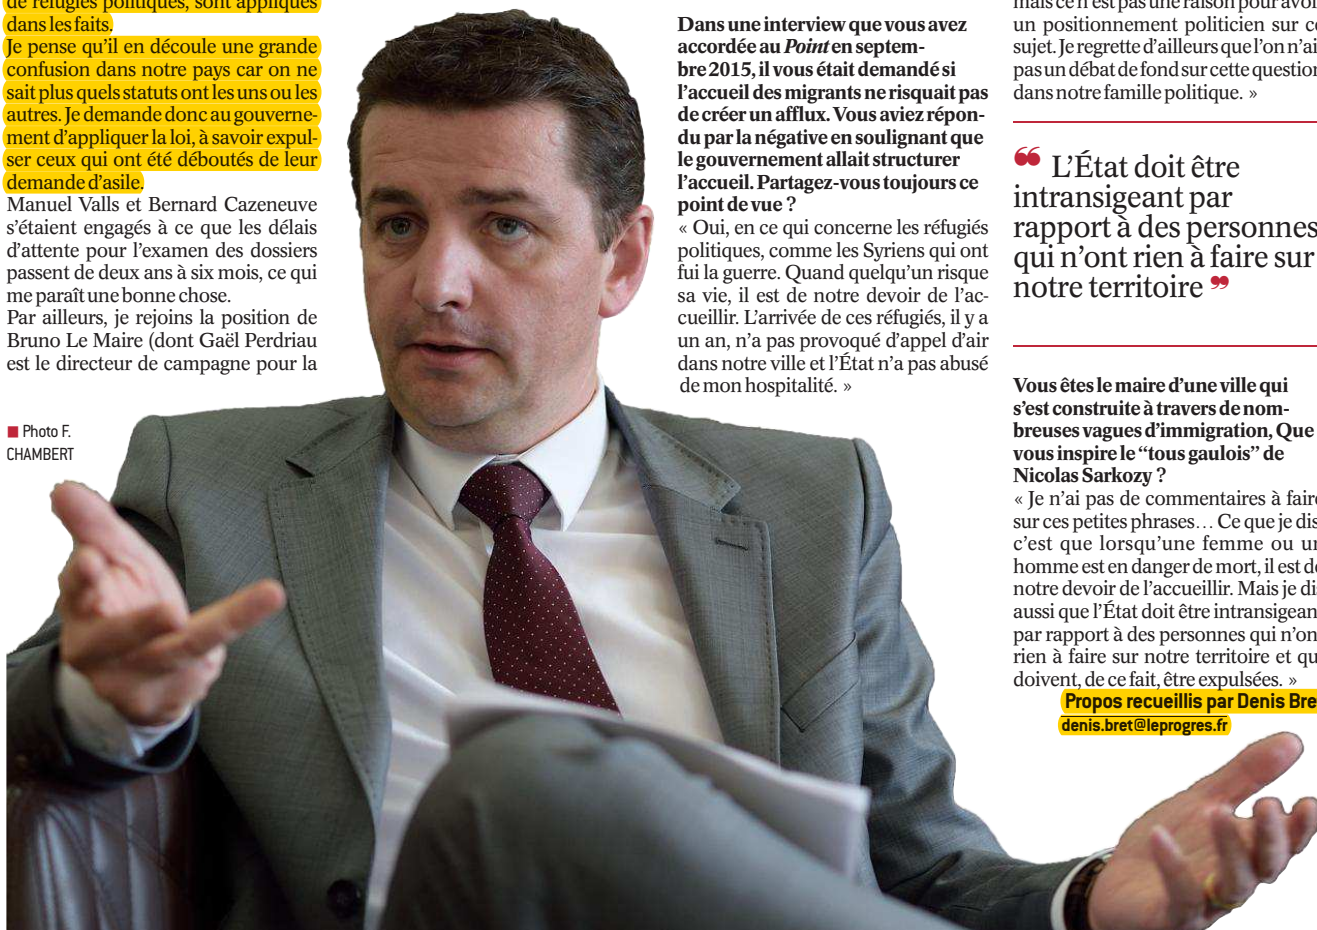 de réfugiés politiques, sont appliqués
dans les faits.
Je pense qu'il en découle une grande
confusion dans notre pays car on ne
sait plus quels statuts ont les uns ou les
autres. Je demande donc au gouverne-
ment d'appliquer la loi, à savoir expul-
ser ceux qui ont été déboutés de leur
demande d'asile.
Manuel Valls et Bernard Cazeneuve
s'étaient engagés à ce que les délais
d'attente pour l'examen des dossiers
passent de deux ans à six mois, ce qui
me paraît une bonne chose.
Par ailleurs, je rejoins la position de
Bruno Le Maire (dont Gaël Perdriau
est le directeur de campagne pour la
■ Photo F.
CHAMBERT
Dans une interview que vous avez
accordée au Point en septem-
bre 2015, il vous était demandé si
l'accueil des migrants ne risquait pas
de créer un afflux. Vous aviez répon-
du par la négative en soulignant que
le gouvernement allait structurer
l'accueil. Partagez-vous toujours ce
point de vue ?
« Oui, en ce qui concerne les réfugiés
politiques, comme les Syriens qui ont
fui la guerre. Quand quelqu'un risque
sa vie, il est de notre devoir de l'ac-
cueillir. L'arrivée de ces réfugiés, il y a
un an, n'a pas provoqué d'appel d'air
dans notre ville et l'État n'a pas abusé
de mon hospitalité. »
mais ce n'est pas une raison pour avoi
un positionnement politicien sur c
sujet. Je regrette d'ailleurs que l'on n'ai
pas un débat de fond sur cette question
dans notre famille politique. »
❝ L'État doit être
intransigeant par
rapport à des personnes
qui n'ont rien à faire sur
notre territoire ❞
Vous êtes le maire d'une ville qui
s'est construite à travers de nom-
breuses vagues d'immigration, Que
vous inspire le “tous gaulois” de
Nicolas Sarkozy ?
« Je n'ai pas de commentaires à faire
sur ces petites phrases… Ce que je dis
c'est que lorsqu'une femme ou un
homme est en danger de mort, il est de
notre devoir de l'accueillir. Mais je dis
aussi que l'État doit être intransigean
par rapport à des personnes qui n'on
rien à faire sur notre territoire et qu
doivent, de ce fait, être expulsées. »
Propos recueillis par Denis Bre
denis.bret@leprogres.fr